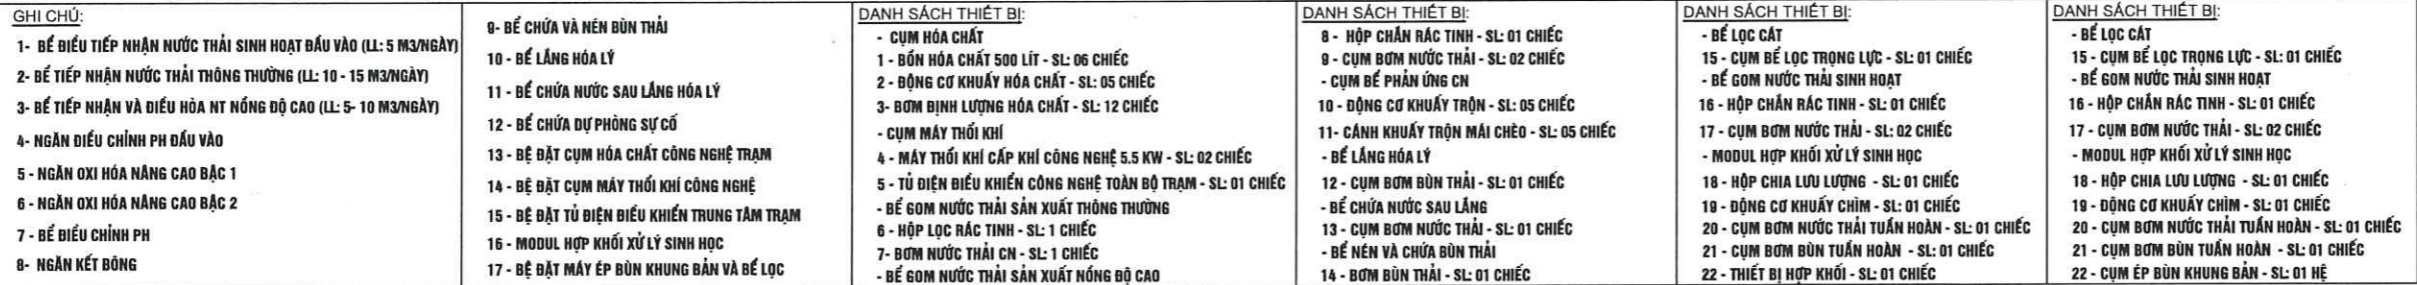 GHI CHÚ:
1- BỂ ĐIỀU TIẾP NHẬN NƯỚC THẢI SINH HOẠT ĐẦU VÀO (LL: 5 M3/NGÀY)
2- BỂ TIẾP NHẬN NƯỚC THẢI THÔNG THƯỜNG (LL: 10 - 15 M3/NGÀY)
3- BỂ TIẾP NHẬN VÀ ĐIỀU HÒA NT NỒNG ĐỘ CAO (LL: 5- 10 M3/NGÀY)
4- NGĂN ĐIỀU CHỈNH PH ĐẦU VÀO
5 - NGĂN OXI HÓA NÂNG CAO BẬC 1
6 - NGĂN OXI HÓA NÂNG CAO BẬC 2
7 - BỂ ĐIỀU CHỈNH PH
8- NGĂN KẾT BÔNG
9- BỂ CHỨA VÀ NÉN BÙN THẢI
10 - BỂ LẮNG HÓA LÝ
11 - BỂ CHỨA NƯỚC SAU LẮNG HÓA LÝ
12 - BỂ CHỨA DỰ PHÒNG SỰ CỐ
13 - BỆ ĐẶT CỤM HÓA CHẤT CÔNG NGHỆ TRẠM
14 - BỆ ĐẶT CỤM MÁY THỔI KHÍ CÔNG NGHỆ
15 - BỆ ĐẶT TỦ ĐIỆN ĐIỀU KHIỂN TRUNG TÂM TRẠM
16 - MODUL HỢP KHỐI XỬ LÝ SINH HỌC
17 - BỆ ĐẶT MÁY ÉP BÙN KHUNG BẢN VÀ BỂ LỌC
DANH SÁCH THIẾT BỊ:
- CỤM HÓA CHẤT
1 - BỒN HÓA CHẤT 500 LÍT - SL: 06 CHIẾC
2 - ĐỘNG CƠ KHUẤY HÓA CHẤT - SL: 05 CHIẾC
3- BƠM ĐỊNH LƯỢNG HÓA CHẤT - SL: 12 CHIẾC
- CỤM MÁY THỔI KHÍ
4 - MÁY THỔI KHÍ CẤP KHÍ CÔNG NGHỆ 5.5 KW - SL: 02 CHIẾC
5 - TỦ ĐIỆN ĐIỀU KHIỂN CÔNG NGHỆ TOÀN BỘ TRẠM - SL: 01 CHIẾC
- BỂ GOM NƯỚC THẢI SẢN XUẤT THÔNG THƯỜNG
6 - HỘP LỌC RÁC TINH - SL: 1 CHIẾC
7- BƠM NƯỚC THẢI CN - SL: 1 CHIẾC
- BỂ GOM NƯỚC THẢI SẢN XUẤT NỒNG ĐỘ CAO
DANH SÁCH THIẾT BỊ:
8 - HỘP CHẮN RÁC TINH - SL: 01 CHIẾC
9 - CỤM BƠM NƯỚC THẢI - SL: 02 CHIẾC
- CỤM BỂ PHẢN ỨNG CN
10 - ĐỘNG CƠ KHUẤY TRỘN - SL: 05 CHIẾC
11- CÁNH KHUẤY TRỘN MÁI CHÈO - SL: 05 CHIẾC
- BỂ LẮNG HÓA LÝ
12 - CỤM BƠM BÙN THẢI - SL: 01 CHIẾC
- BỂ CHỨA NƯỚC SAU LẮNG
13 - CỤM BƠM NƯỚC THẢI - SL: 01 CHIẾC
- BỂ NÉN VÀ CHỨA BÙN THẢI
14 - BƠM BÙN THẢI - SL: 01 CHIẾC
DANH SÁCH THIẾT BỊ:
- BỂ LỌC CÁT
15 - CỤM BỂ LỌC TRỌNG LỰC - SL: 01 CHIẾC
- BỂ GOM NƯỚC THẢI SINH HOẠT
16 - HỘP CHẮN RÁC TINH - SL: 01 CHIẾC
17 - CỤM BƠM NƯỚC THẢI - SL: 02 CHIẾC
- MODUL HỢP KHỐI XỬ LÝ SINH HỌC
18 - HỘP CHIA LƯU LƯỢNG - SL: 01 CHIẾC
19 - ĐỘNG CƠ KHUẤY CHÌM - SL: 01 CHIẾC
20 - CỤM BƠM NƯỚC THẢI TUẦN HOÀN - SL: 01 CHIẾC
21 - CỤM BƠM BÙN TUẦN HOÀN - SL: 01 CHIẾC
22 - THIẾT BỊ HỢP KHỐI - SL: 01 CHIẾC
DANH SÁCH THIẾT BỊ:
- BỂ LỌC CÁT
15 - CỤM BỂ LỌC TRỌNG LỰC - SL: 01 CHIẾC
- BỂ GOM NƯỚC THẢI SINH HOẠT
16 - HỘP CHẮN RÁC TINH - SL: 01 CHIẾC
17 - CỤM BƠM NƯỚC THẢI - SL: 02 CHIẾC
- MODUL HỢP KHỐI XỬ LÝ SINH HỌC
18 - HỘP CHIA LƯU LƯỢNG - SL: 01 CHIẾC
19 - ĐỘNG CƠ KHUẤY CHÌM - SL: 01 CHIẾC
20 - CỤM BƠM NƯỚC THẢI TUẦN HOÀN - SL: 01 CHIẾC
21 - CỤM BƠM BÙN TUẦN HOÀN - SL: 01 CHIẾC
22 - CỤM ÉP BÙN KHUNG BẢN - SL: 01 HỆ